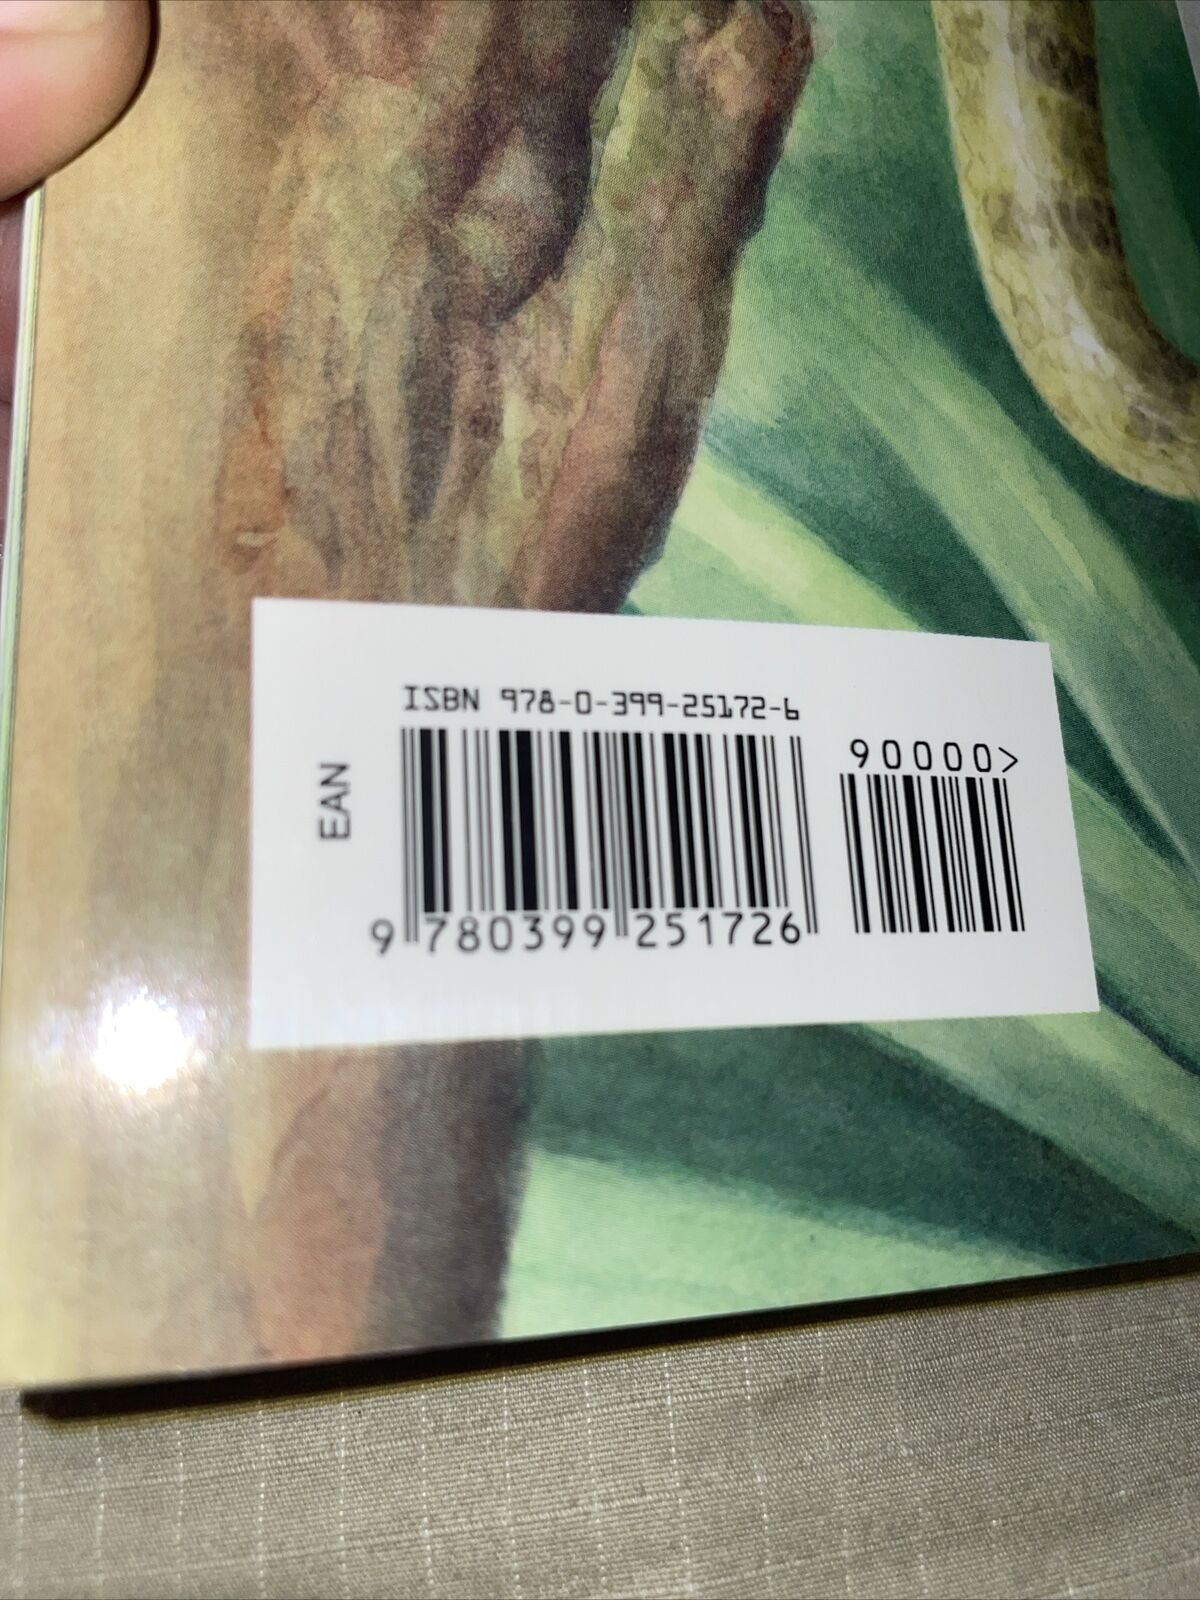 ISBN 978-0-399-25172-6
90000>
EAN
9 780399 251726